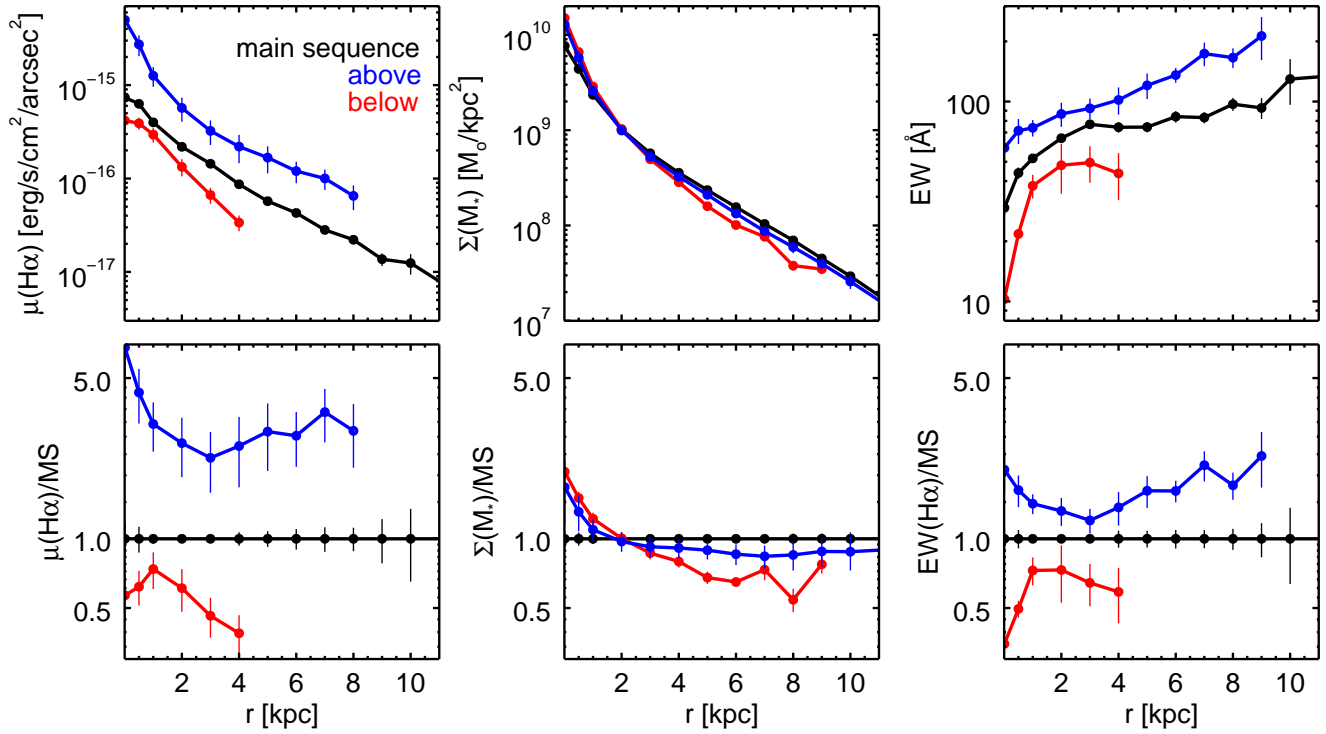 main sequence
above
below
μ(Hα) [erg/s/cm²/arcsec²]
10⁻¹⁵
10⁻¹⁶
10⁻¹⁷
Σ(M*) [Mo/kpc²]
10¹⁰
10⁹
10⁸
10⁷
EW [Å]
100
10
μ(Hα)/MS
5.0
1.0
0.5
2 4 6 8 10
r [kpc]
Σ(M*)/MS
5.0
1.0
0.5
2 4 6 8 10
r [kpc]
EW(Hα)/MS
5.0
1.0
0.5
2 4 6 8 10
r [kpc]